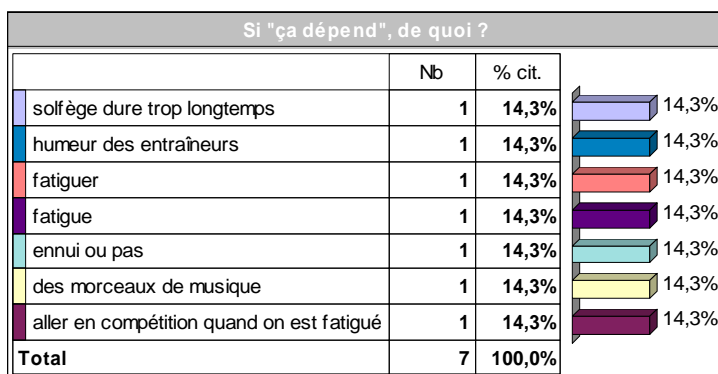 Si "ça dépend", de quoi ?
Nb % cit.
solfège dure trop longtemps 1 14,3% 14,3%
humeur des entraîneurs 1 14,3% 14,3%
fatiguer 1 14,3% 14,3%
fatigue 1 14,3% 14,3%
ennui ou pas 1 14,3% 14,3%
des morceaux de musique 1 14,3% 14,3%
aller en compétition quand on est fatigué 1 14,3% 14,3%
Total 7 100,0%